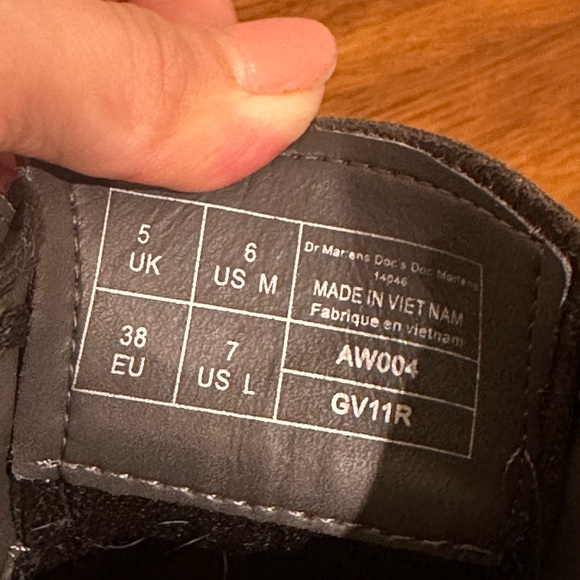 5
UK
6
US M
38
EU
7
US L
Dr Martens Doc's Doc Martens
14046
MADE IN VIET NAM
Fabrique en vietnam
AW004
GV11R